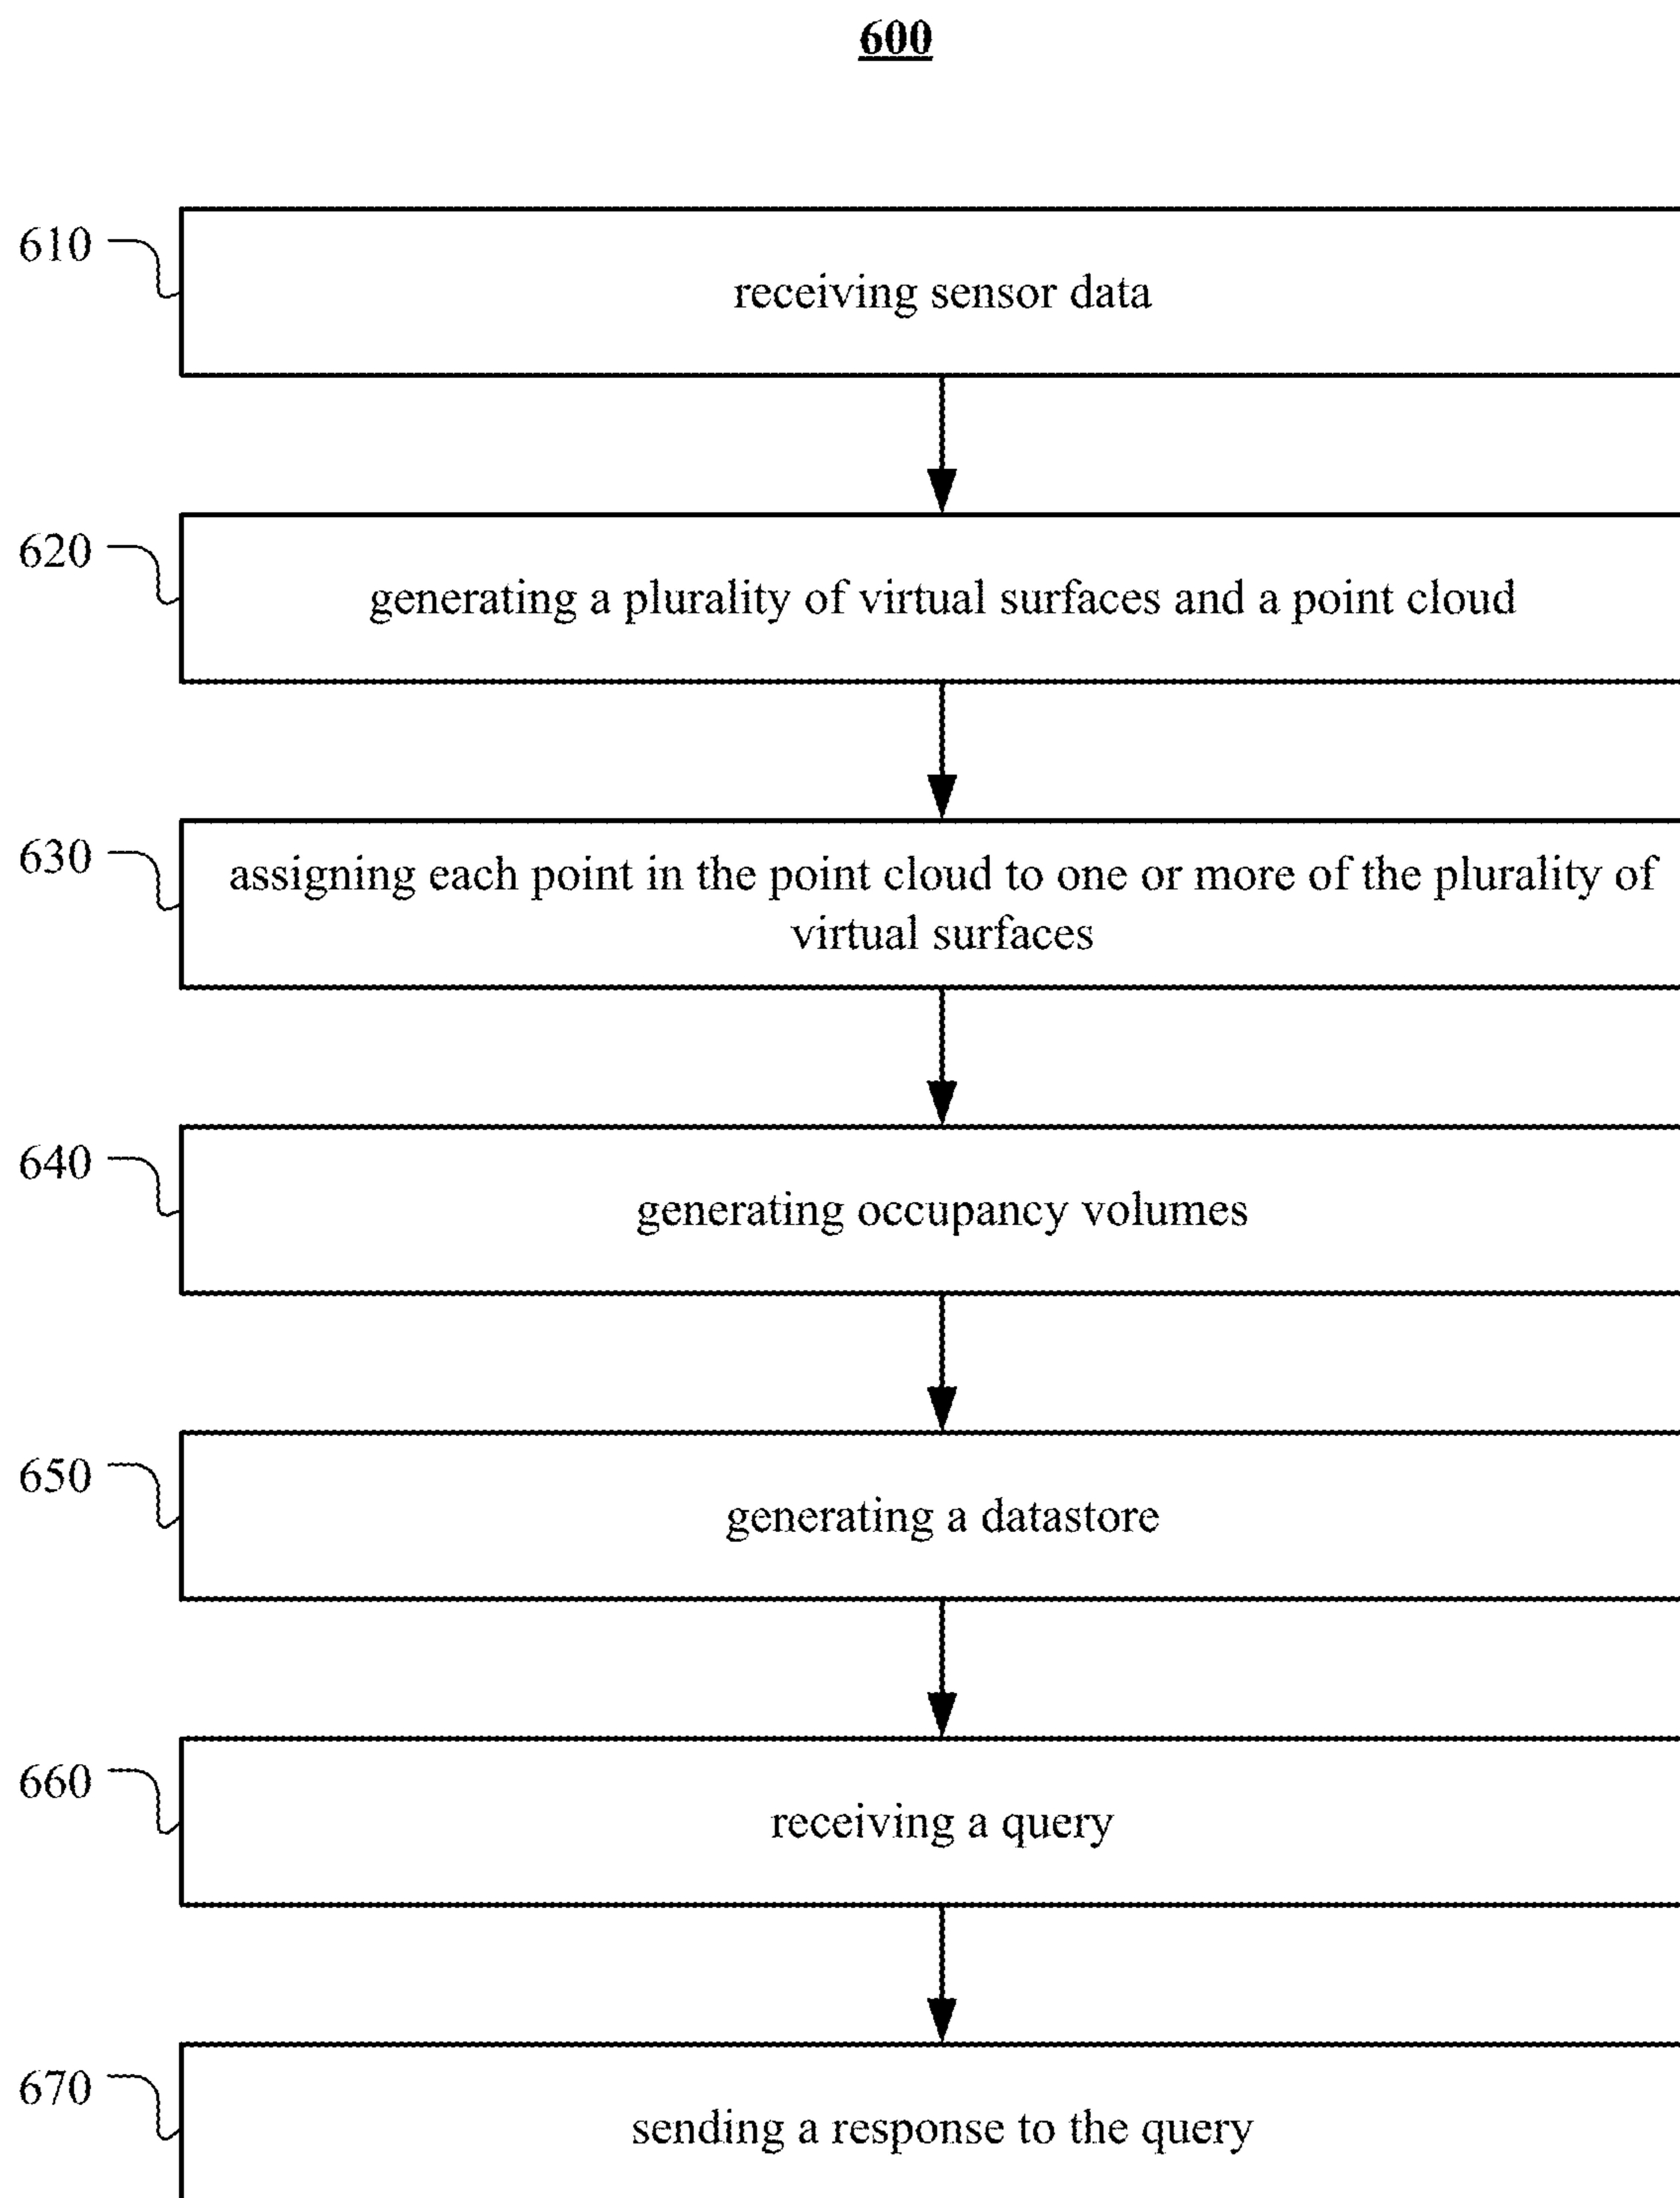 600
610
receiving sensor data
620
generating a plurality of virtual surfaces and a point cloud
630
assigning each point in the point cloud to one or more of the plurality of
virtual surfaces
640
generating occupancy volumes
650
generating a datastore
660
receiving a query
670
sending a response to the query